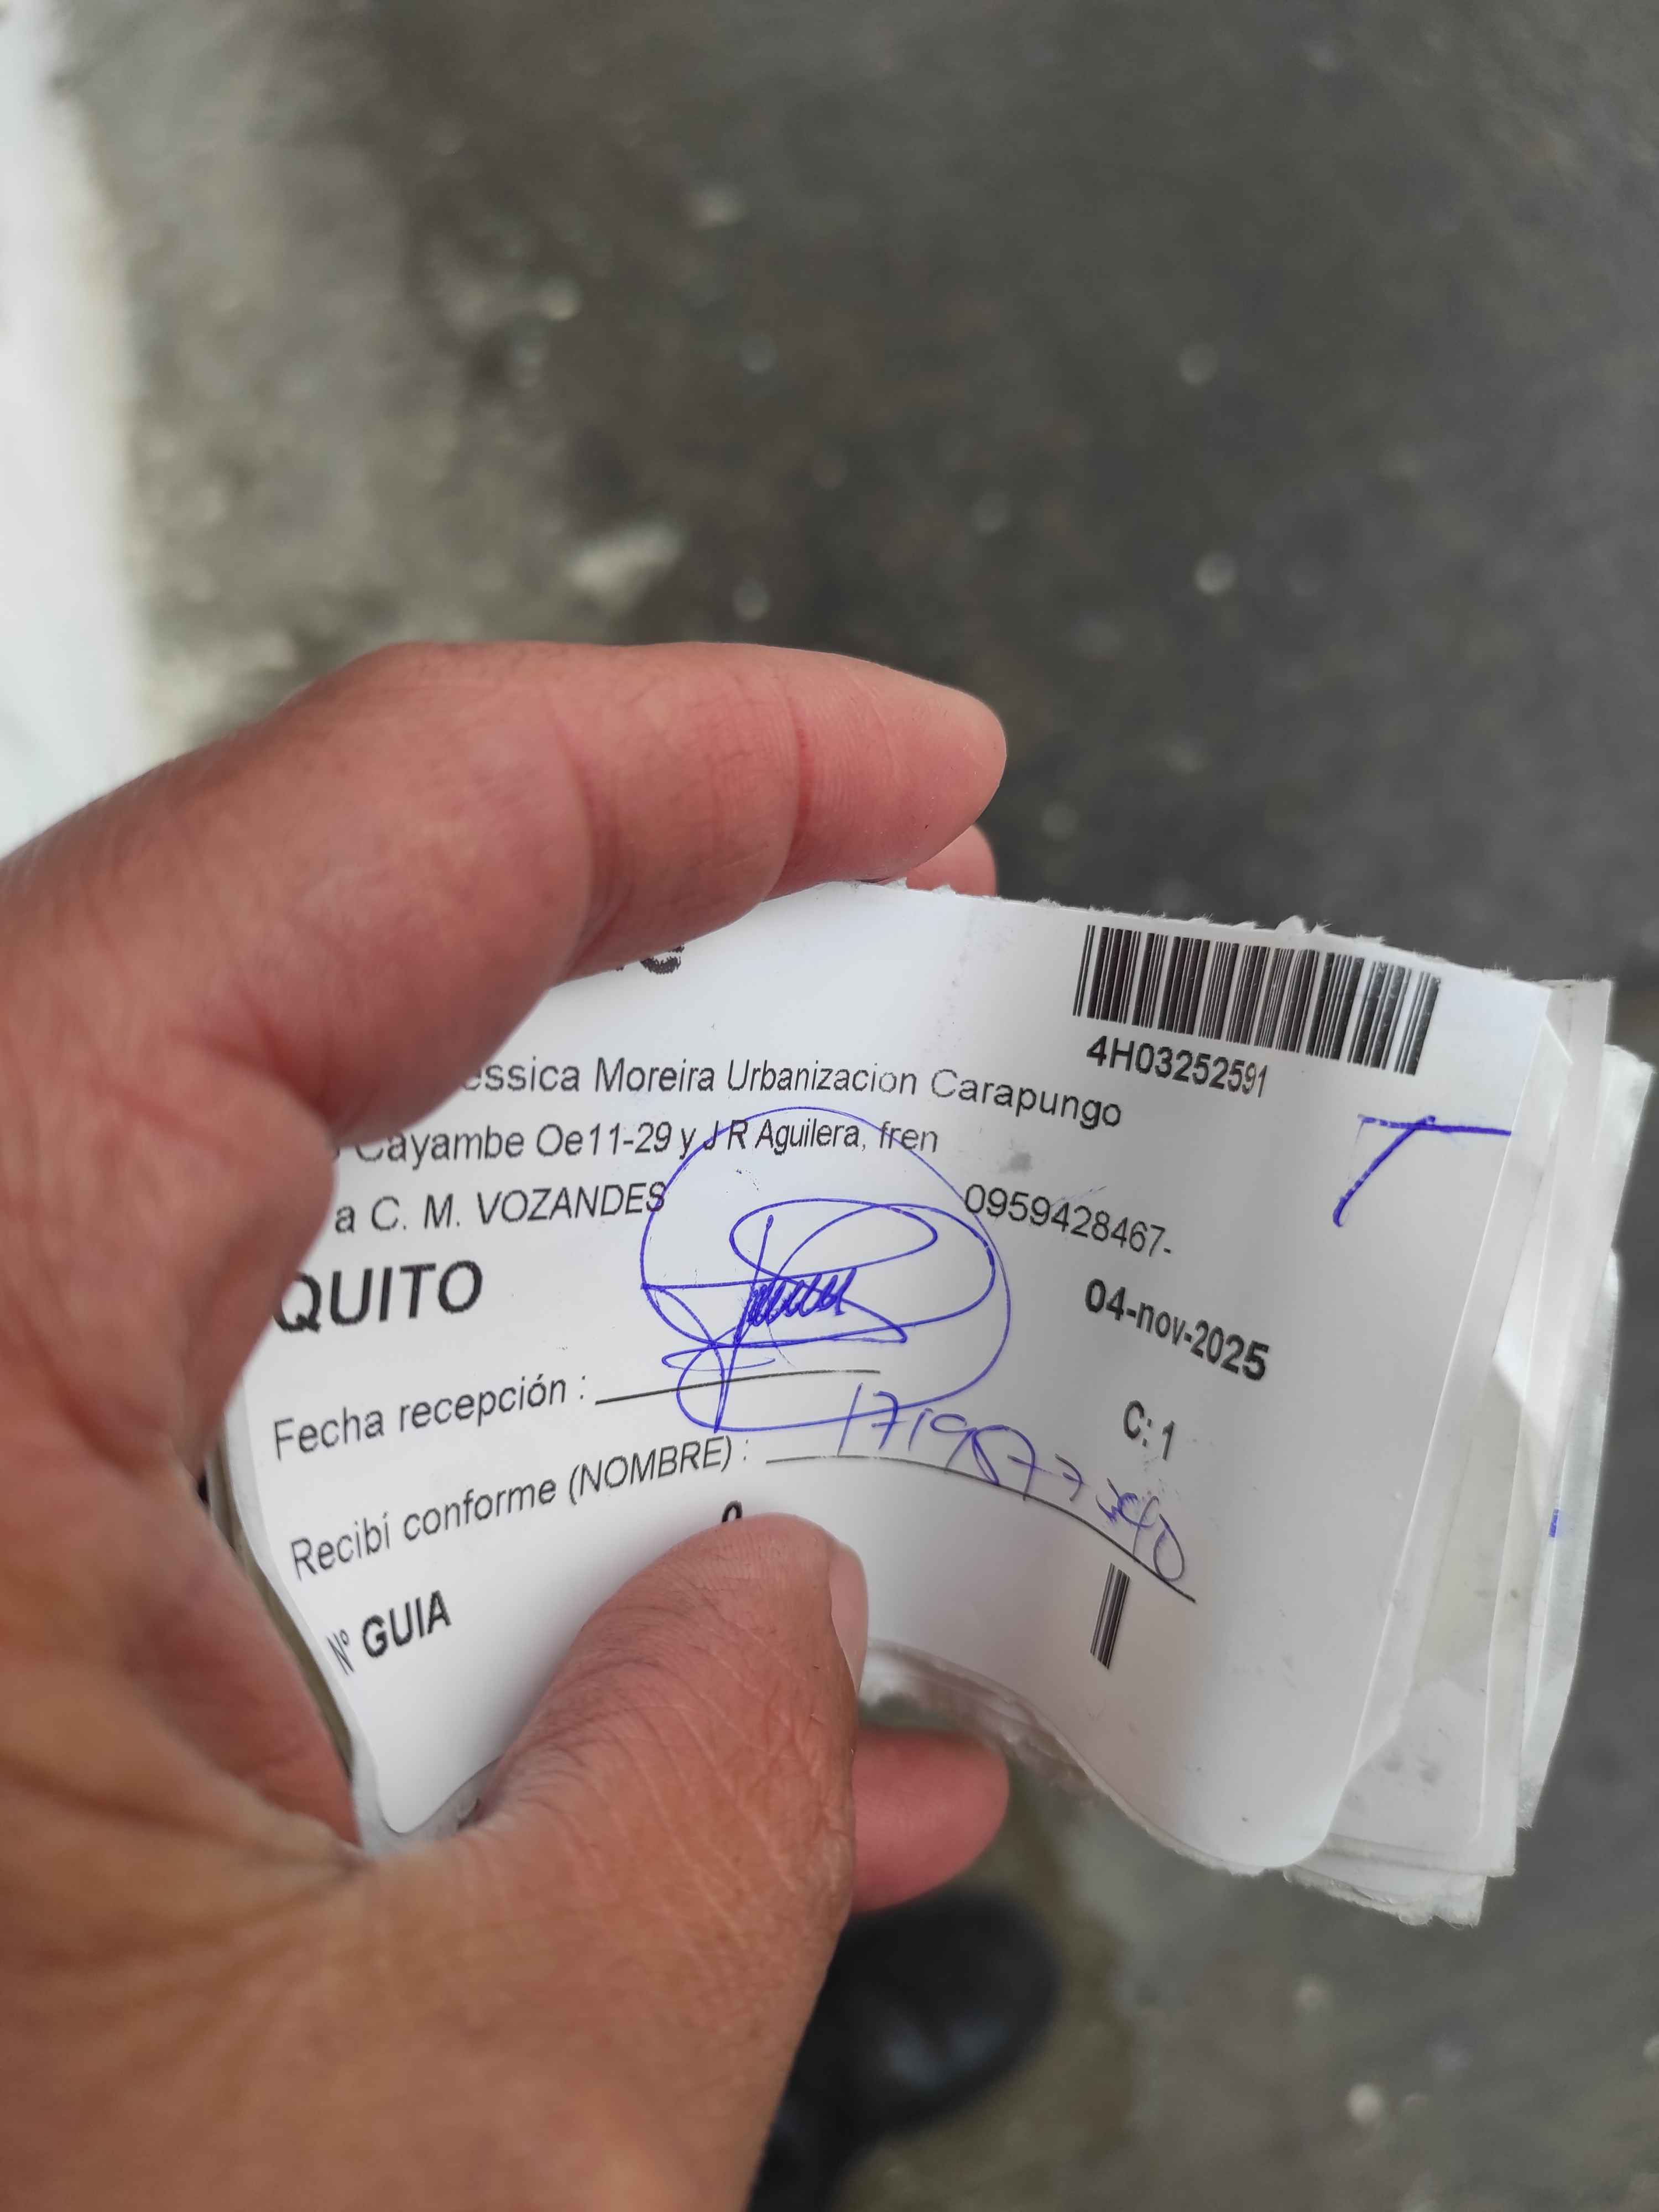 4H03252591
essica Moreira Urbanizacion Carapungo
Cayambe Oe11-29 y J R Aguilera, fren
a C. M. VOZANDES 0959428467-
QUITO 04-nov-2025
Fecha recepción : C: 1
Recibí conforme (NOMBRE) :
Nº GUIA